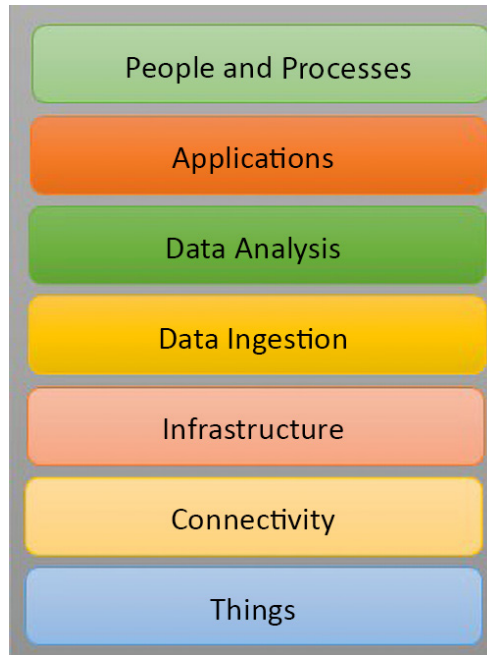 People and Processes
Applications
Data Analysis
Data Ingestion
Infrastructure
Connectivity
Things